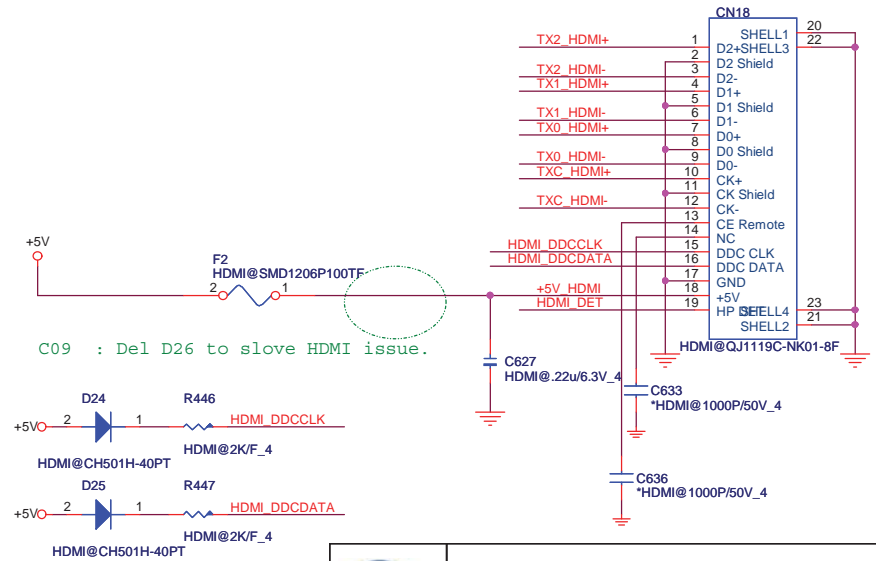 CN18
SHELL1 20
SHELL3 22
TX2_HDMI+ 1 D2+
2 D2 Shield
TX2_HDMI- 3 D2-
TX1_HDMI+ 4 D1+
5 D1 Shield
TX1_HDMI- 6 D1-
TX0_HDMI+ 7 D0+
8 D0 Shield
TX0_HDMI- 9 D0-
TXC_HDMI+ 10 CK+
11 CK Shield
TXC_HDMI- 12 CK-
13 CE Remote
14 NC
HDMI_DDCCLK 15 DDC CLK
HDMI_DDCDATA 16 DDC DATA
17 GND
+5V_HDMI 18 +5V
HDMI_DET 19 HP DET
SHELL4 23
SHELL2 21
HDMI@QJ1119C-NK01-8F
+5V
F2
HDMI@SMD1206P100TF
2 1
C09 : Del D26 to slove HDMI issue.
C627
HDMI@.22u/6.3V_4
C633
*HDMI@1000P/50V_4
C636
*HDMI@1000P/50V_4
D24 R446
+5V 2 1 HDMI_DDCCLK
HDMI@CH501H-40PT HDMI@2K/F_4
D25 R447
+5V 2 1 HDMI_DDCDATA
HDMI@CH501H-40PT HDMI@2K/F_4